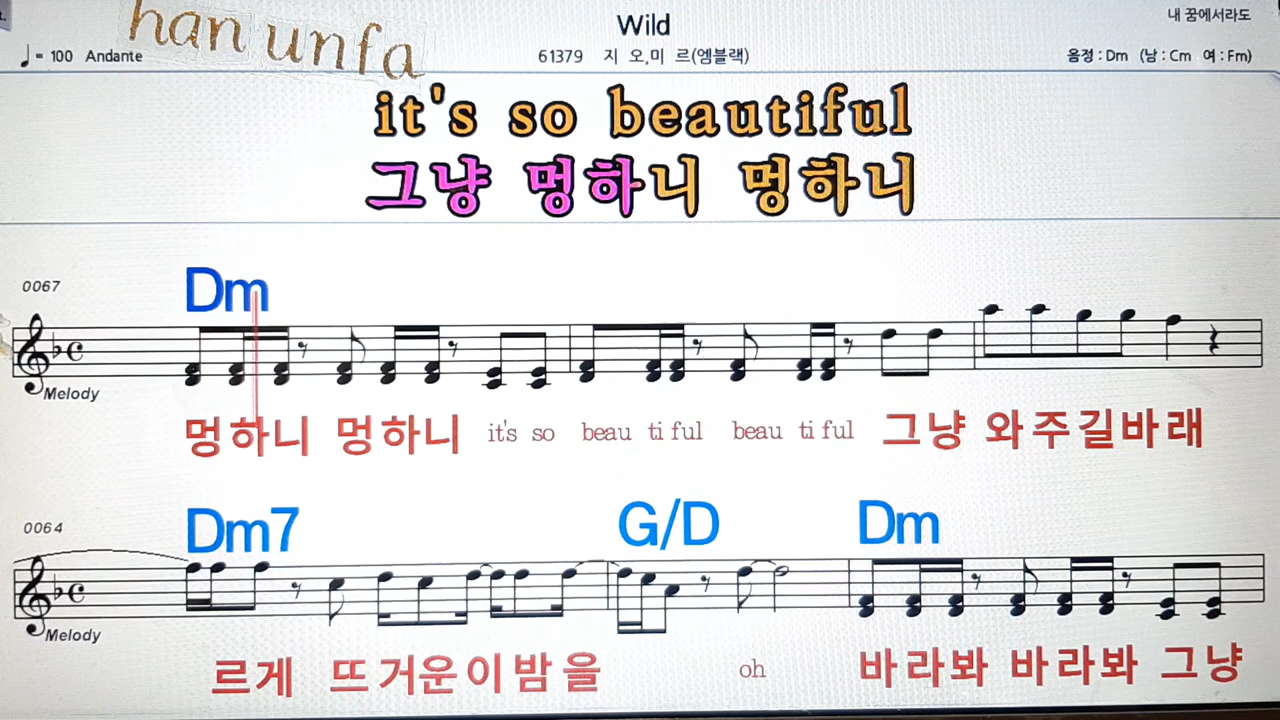 han unfa
Wild
내 꿈에서라도
♩= 100 Andante
61379 지 오,미 르(엠블랙)
음정 : Dm (남 : Cm 여 : Fm)
it's so beautiful
그냥 멍하니 멍하니
0067
Dm
Melody
멍하니 멍하니 it's so beau ti ful beau ti ful 그냥 와주길바래
0064
Dm7 G/D Dm
Melody
르게 뜨거운이밤을 oh 바라봐 바라봐 그냥